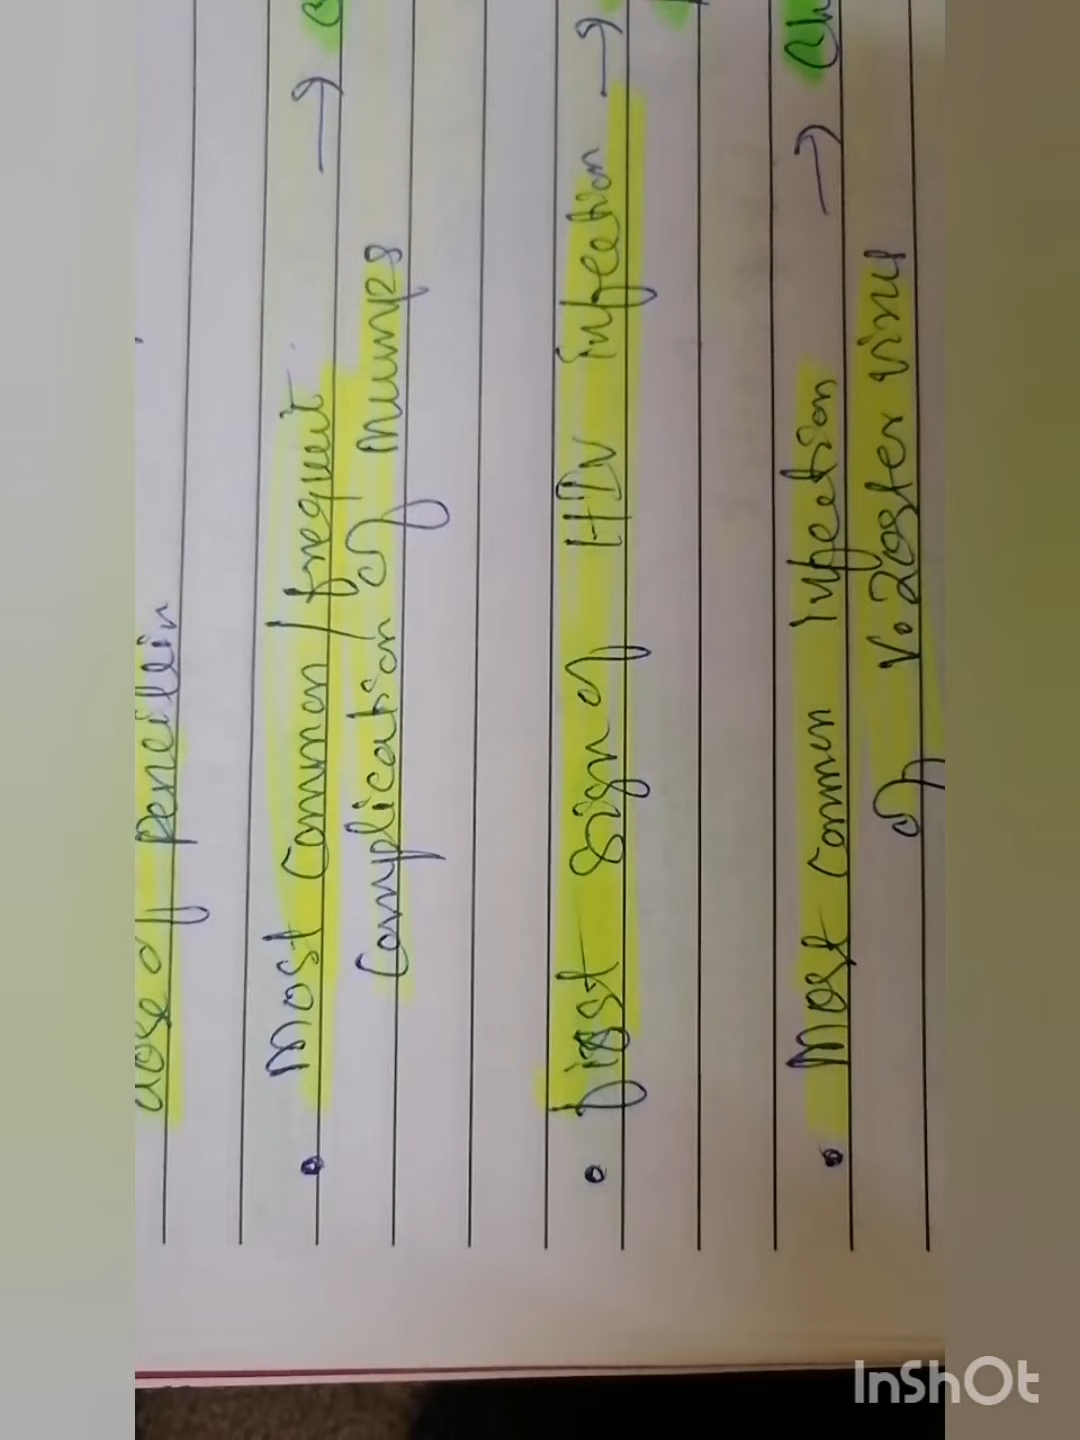 dose of penicillin
• Most Common / frequent →
Complication of Mumps
• first sign of HIV infection →
• Most Common Infection → Ch
of V. Zoster virus
InShOt